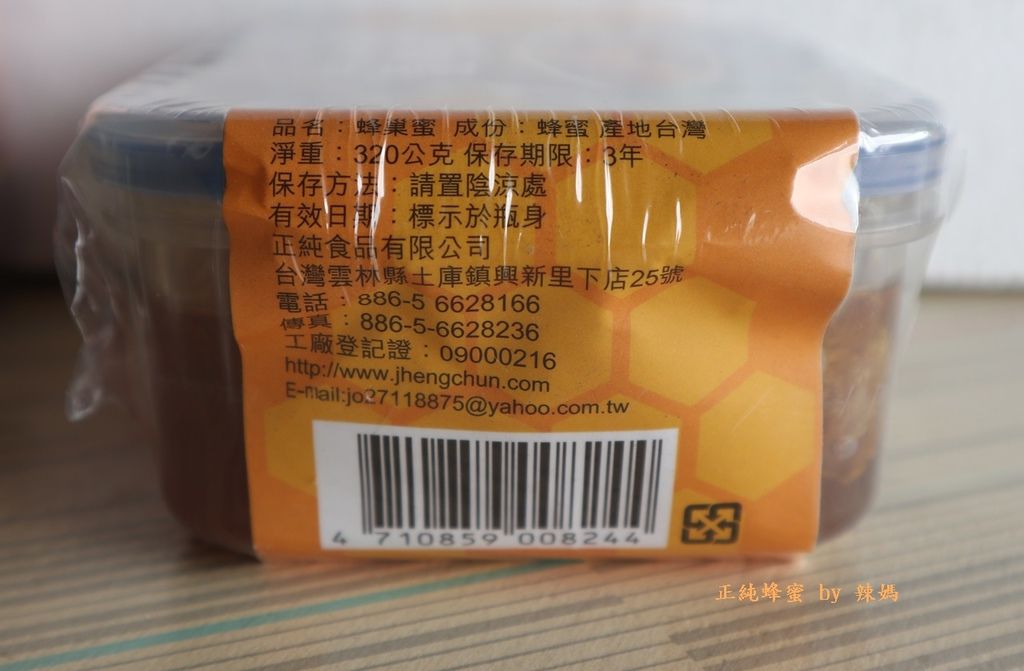 品名：蜂巢蜜 成份：蜂蜜 產地台灣
淨重：320公克 保存期限：3年
保存方法：請置陰涼處
有效日期：標示於瓶身
正純食品有限公司
台灣雲林縣土庫鎮興新里下店25號
電話：886-5 6628166
傳真：886-5-6628236
工廠登記證：09000216
http://www.jhengchun.com
E-mail:jo27118875@yahoo.com.tw
4 710859 008244
正純蜂蜜 by 辣媽